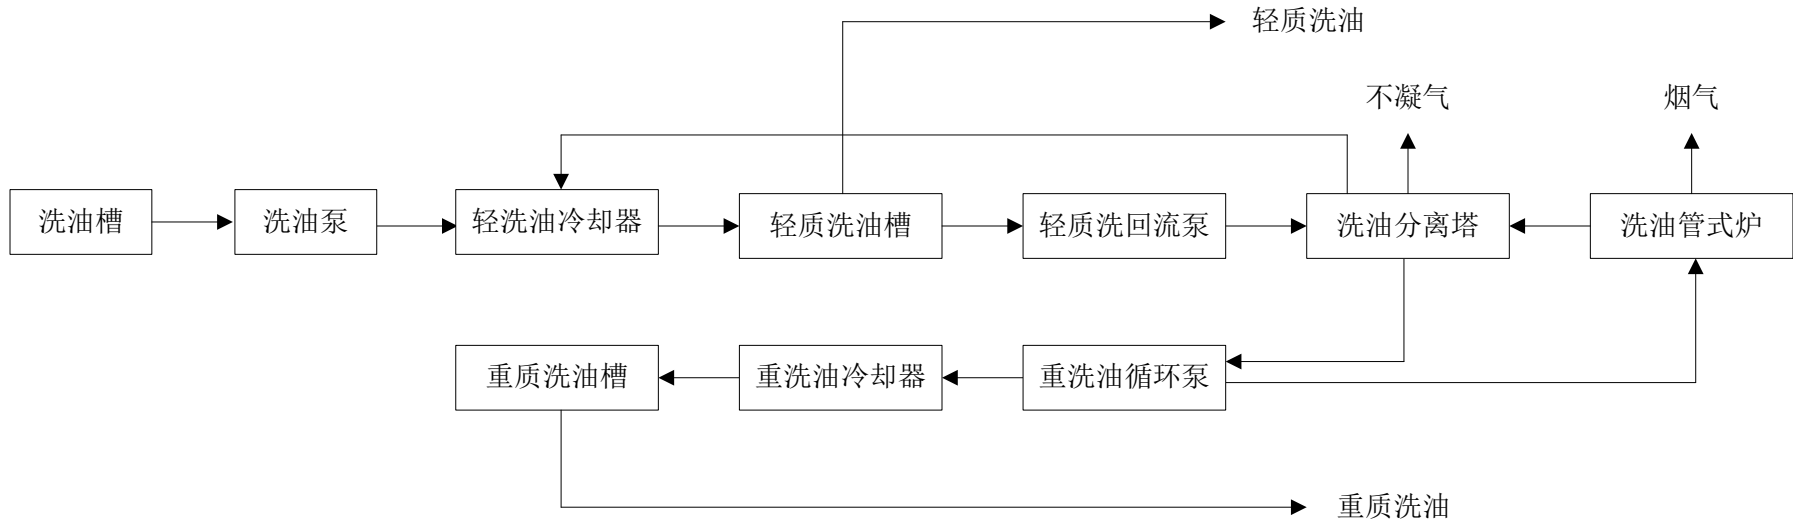 轻质洗油
不凝气
烟气
洗油槽
洗油泵
轻洗油冷却器
轻质洗油槽
轻质洗回流泵
洗油分离塔
洗油管式炉
重质洗油槽
重洗油冷却器
重洗油循环泵
重质洗油